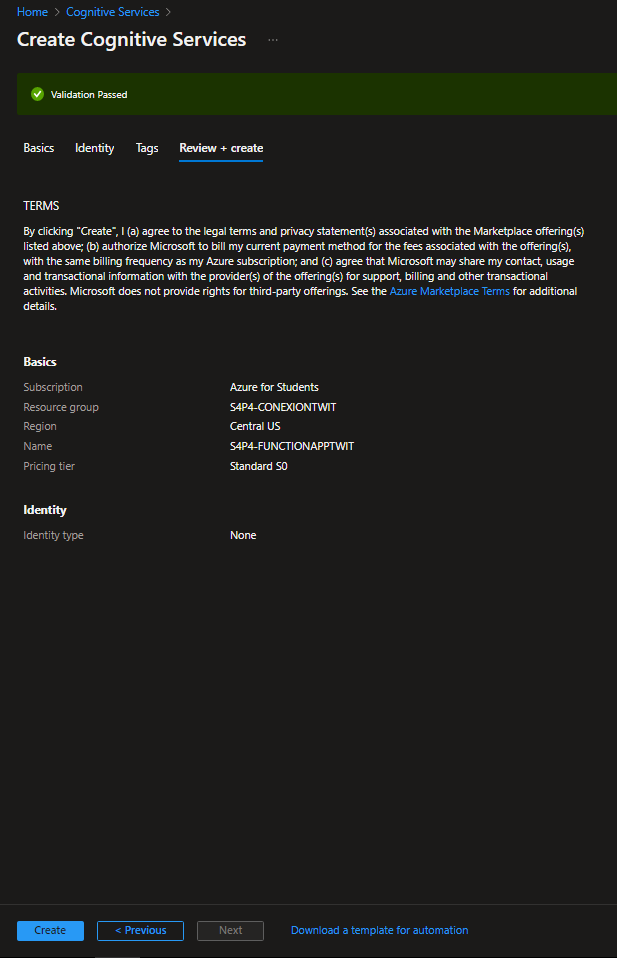 Home > Cognitive Services >
Create Cognitive Services ...
Validation Passed
Basics Identity Tags Review + create
TERMS
By clicking "Create", I (a) agree to the legal terms and privacy statement(s) associated with the Marketplace offering(s)
listed above; (b) authorize Microsoft to bill my current payment method for the fees associated with the offering(s),
with the same billing frequency as my Azure subscription; and (c) agree that Microsoft may share my contact, usage
and transactional information with the provider(s) of the offering(s) for support, billing and other transactional
activities. Microsoft does not provide rights for third-party offerings. See the Azure Marketplace Terms for additional
details.
Basics
Subscription Azure for Students
Resource group S4P4-CONEXIONTWIT
Region Central US
Name S4P4-FUNCTIONAPPTWIT
Pricing tier Standard S0
Identity
Identity type None
Create < Previous Next Download a template for automation